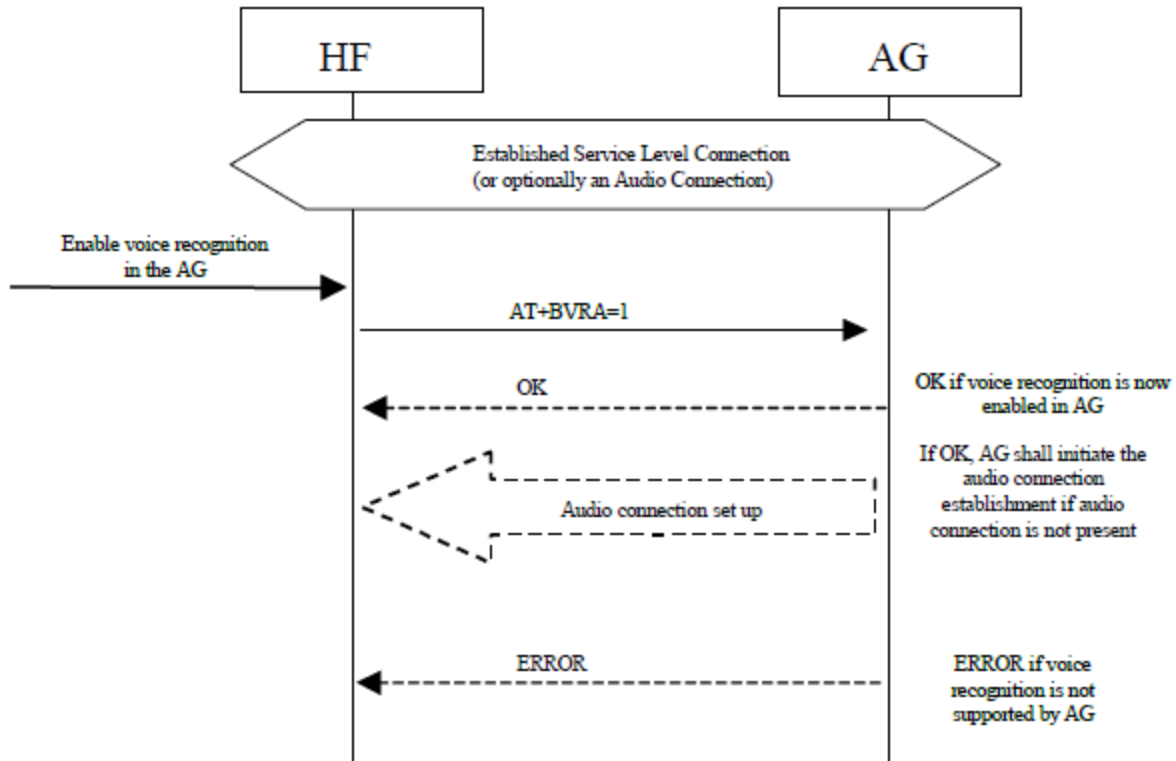 HF
AG
Established Service Level Connection
(or optionally an Audio Connection)
Enable voice recognition
in the AG
AT+BVRA=1
OK
OK if voice recognition is now
enabled in AG
If OK, AG shall initiate the
audio connection
establishment if audio
connection is not present
Audio connection set up
ERROR
ERROR if voice
recognition is not
supported by AG